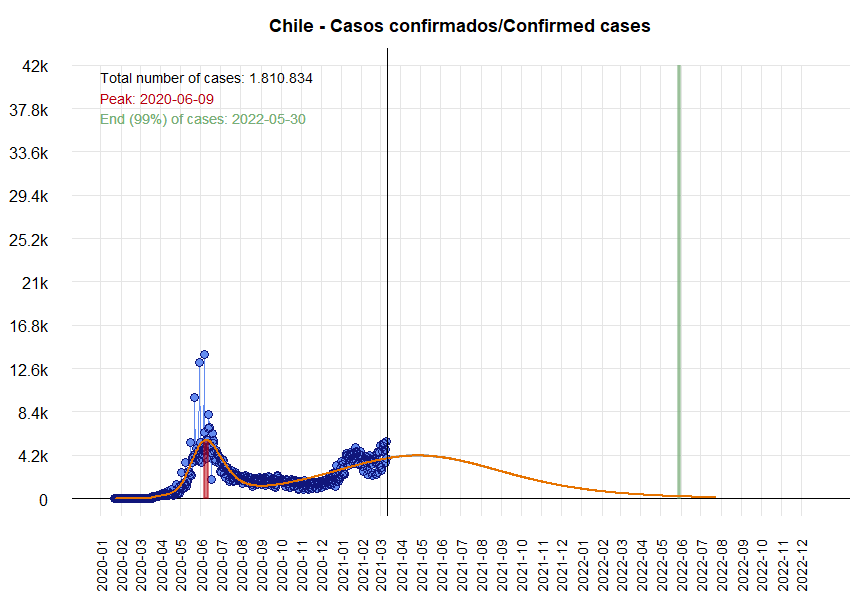 Chile - Casos confirmados/Confirmed cases
42k
37.8k
33.6k
29.4k
25.2k
21k
16.8k
12.6k
8.4k
4.2k
0
Total number of cases: 1.810.834
Peak: 2020-06-09
End (99%) of cases: 2022-05-30
2020-01
2020-02
2020-03
2020-04
2020-05
2020-06
2020-07
2020-08
2020-09
2020-10
2020-11
2020-12
2021-01
2021-02
2021-03
2021-04
2021-05
2021-06
2021-07
2021-08
2021-09
2021-10
2021-11
2021-12
2022-01
2022-02
2022-03
2022-04
2022-05
2022-06
2022-07
2022-08
2022-09
2022-10
2022-11
2022-12